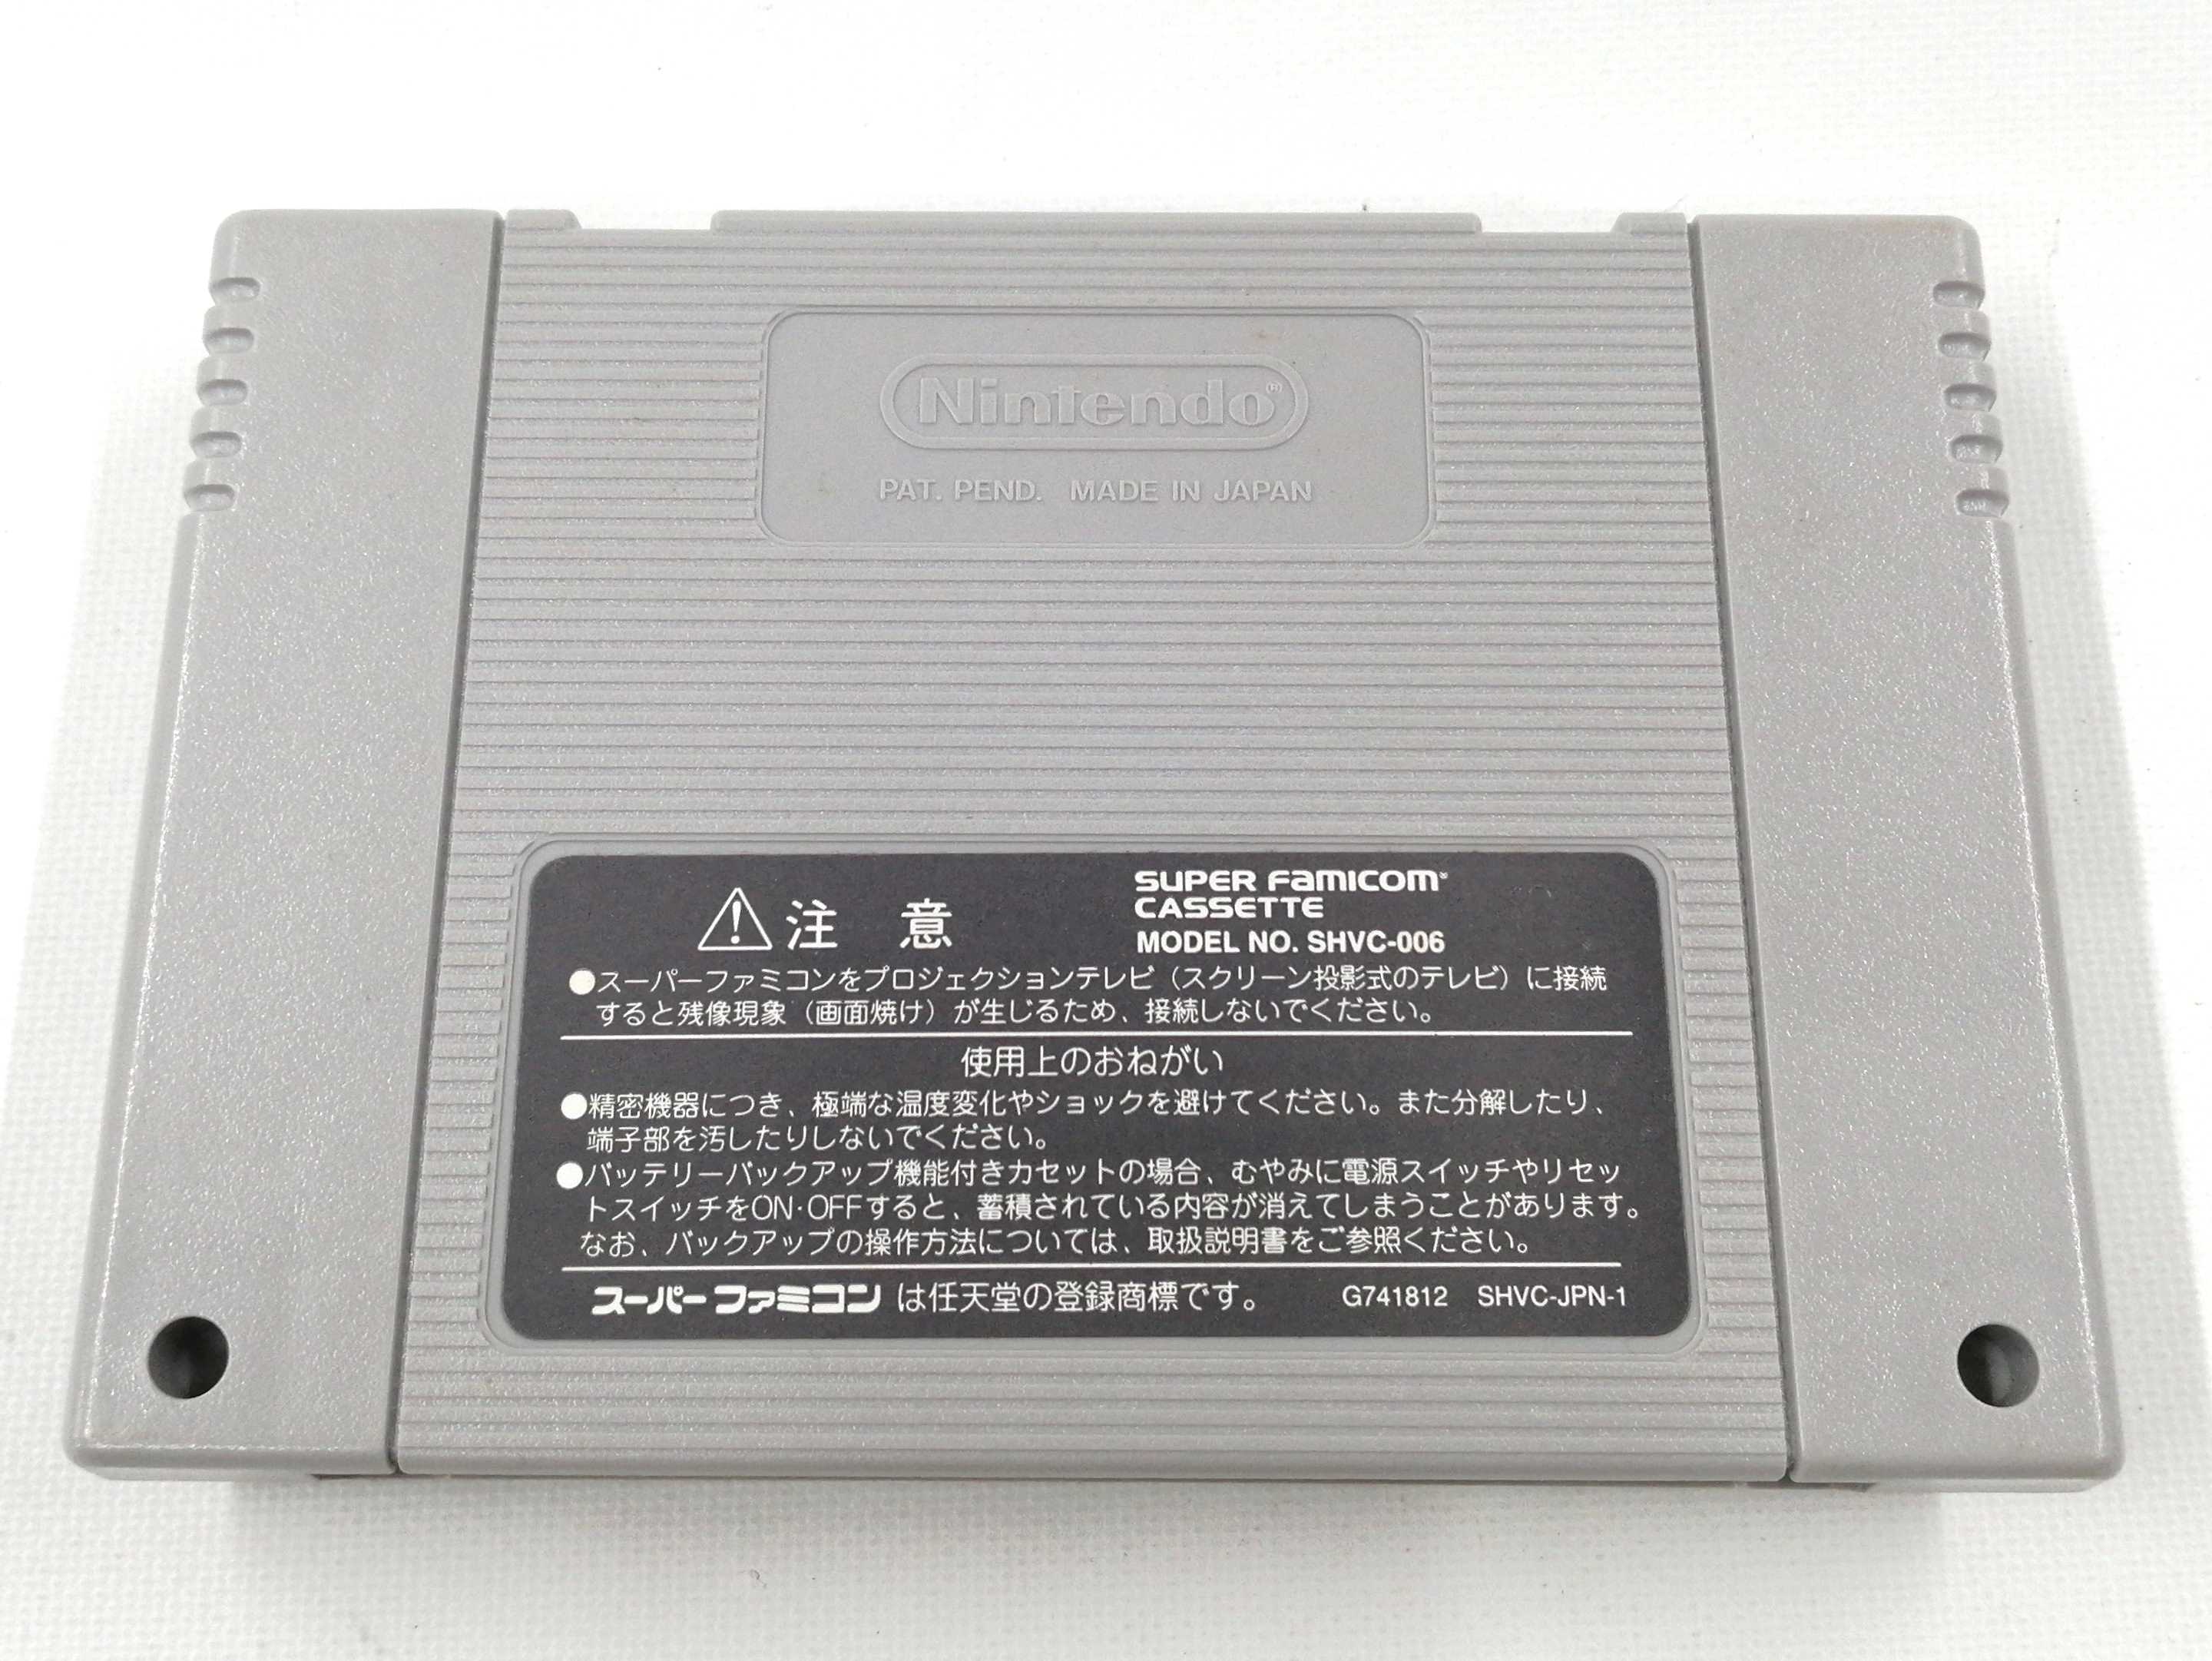 Nintendo®
PAT. PEND. MADE IN JAPAN
注 意
SUPER FAMICOM®
CASSETTE
MODEL NO. SHVC-006
●スーパーファミコンをプロジェクションテレビ（スクリーン投影式のテレビ）に接続
すると残像現象（画面焼け）が生じるため、接続しないでください。
使用上のおねがい
●精密機器につき、極端な温度変化やショックを避けてください。また分解したり、
端子部を汚したりしないでください。
●バッテリーバックアップ機能付きカセットの場合、むやみに電源スイッチやリセッ
トスイッチをON·OFFすると、蓄積されている内容が消えてしまうことがあります。
なお、バックアップの操作方法については、取扱説明書をご参照ください。
スーパーファミコン は任天堂の登録商標です。 G741812 SHVC-JPN-1